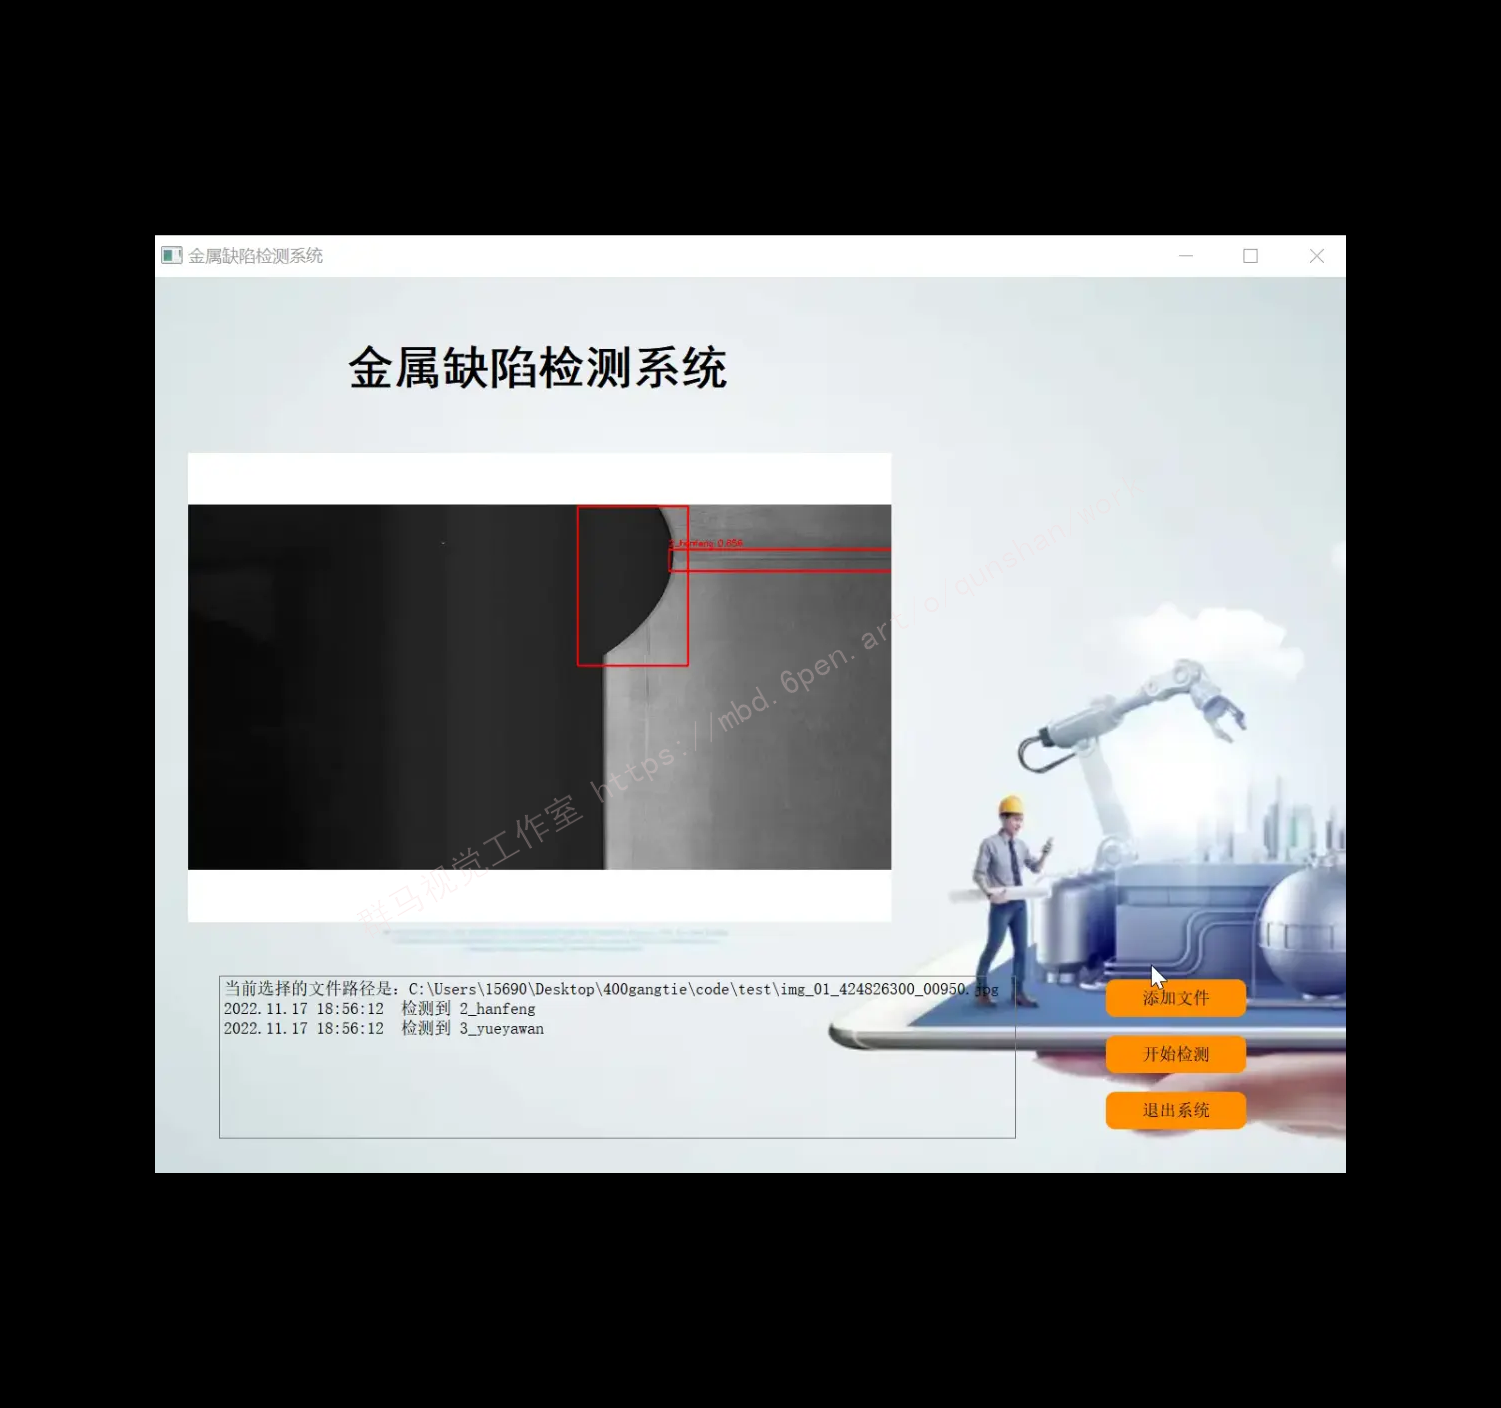 金属缺陷检测系统
金属缺陷检测系统
2_hanfeng 0.656
群马视觉工作室 https://mbd.6pen.art/o/qunshan/work
当前选择的文件路径是：C:\Users\15690\Desktop\400gangtie\code\test\img_01_424826300_00950.jpg
2022.11.17 18:56:12 检测到 2_hanfeng
2022.11.17 18:56:12 检测到 3_yueyawan
添加文件
开始检测
退出系统